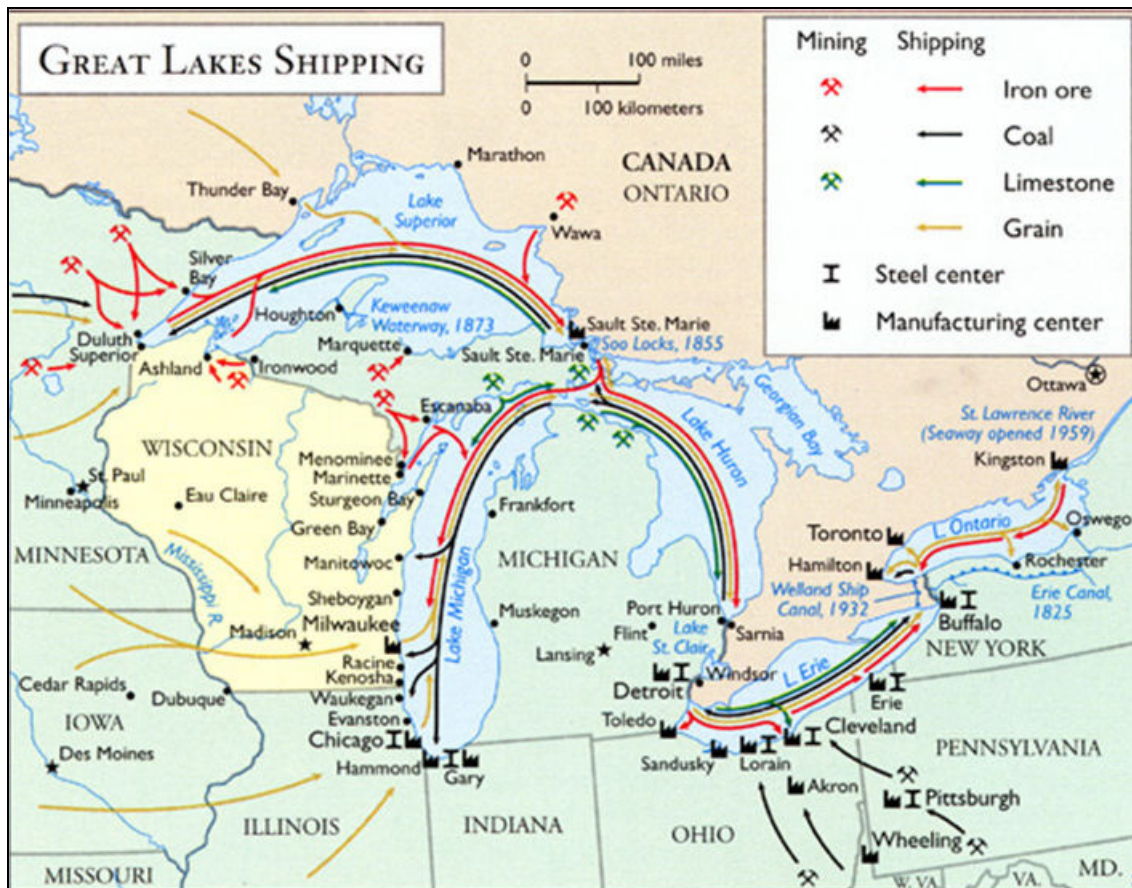 GREAT LAKES SHIPPING
0 100 miles
0 100 kilometers
Mining Shipping
Iron ore
Coal
Limestone
Grain
Steel center
Manufacturing center
Marathon
CANADA
ONTARIO
Thunder Bay
Lake
Superior
Wawa
Silver
Bay
Houghton
Keweenaw
Waterway, 1873
Sault Ste. Marie
Soo Locks, 1855
Duluth
Superior
Marquette
Sault Ste. Marie
Ashland
Ironwood
Ottawa
Georgian Bay
Escanaba
St. Lawrence River
(Seaway opened 1959)
WISCONSIN
Lake Huron
Kingston
Menominee
Marinette
St. Paul
Minneapolis
Eau Claire
Sturgeon Bay
Frankfort
Green Bay
L. Ontario
Oswego
Toronto
MINNESOTA
Mississippi R.
Manitowoc
MICHIGAN
Hamilton
Rochester
Welland Ship
Canal, 1932
Erie Canal,
1825
Sheboygan
Lake Michigan
Muskegon
Port Huron
Sarnia
Buffalo
Milwaukee
Madison
Flint
Lake
St. Clair
NEW YORK
Racine
Lansing
Kenosha
Windsor
L. Erie
Cedar Rapids
Dubuque
Waukegan
Detroit
Erie
IOWA
Evanston
Toledo
Cleveland
Des Moines
Chicago
PENNSYLVANIA
Hammond
Gary
Sandusky
Lorain
Akron
Pittsburgh
ILLINOIS
INDIANA
OHIO
Wheeling
MISSOURI
W. VA.
VA.
MD.